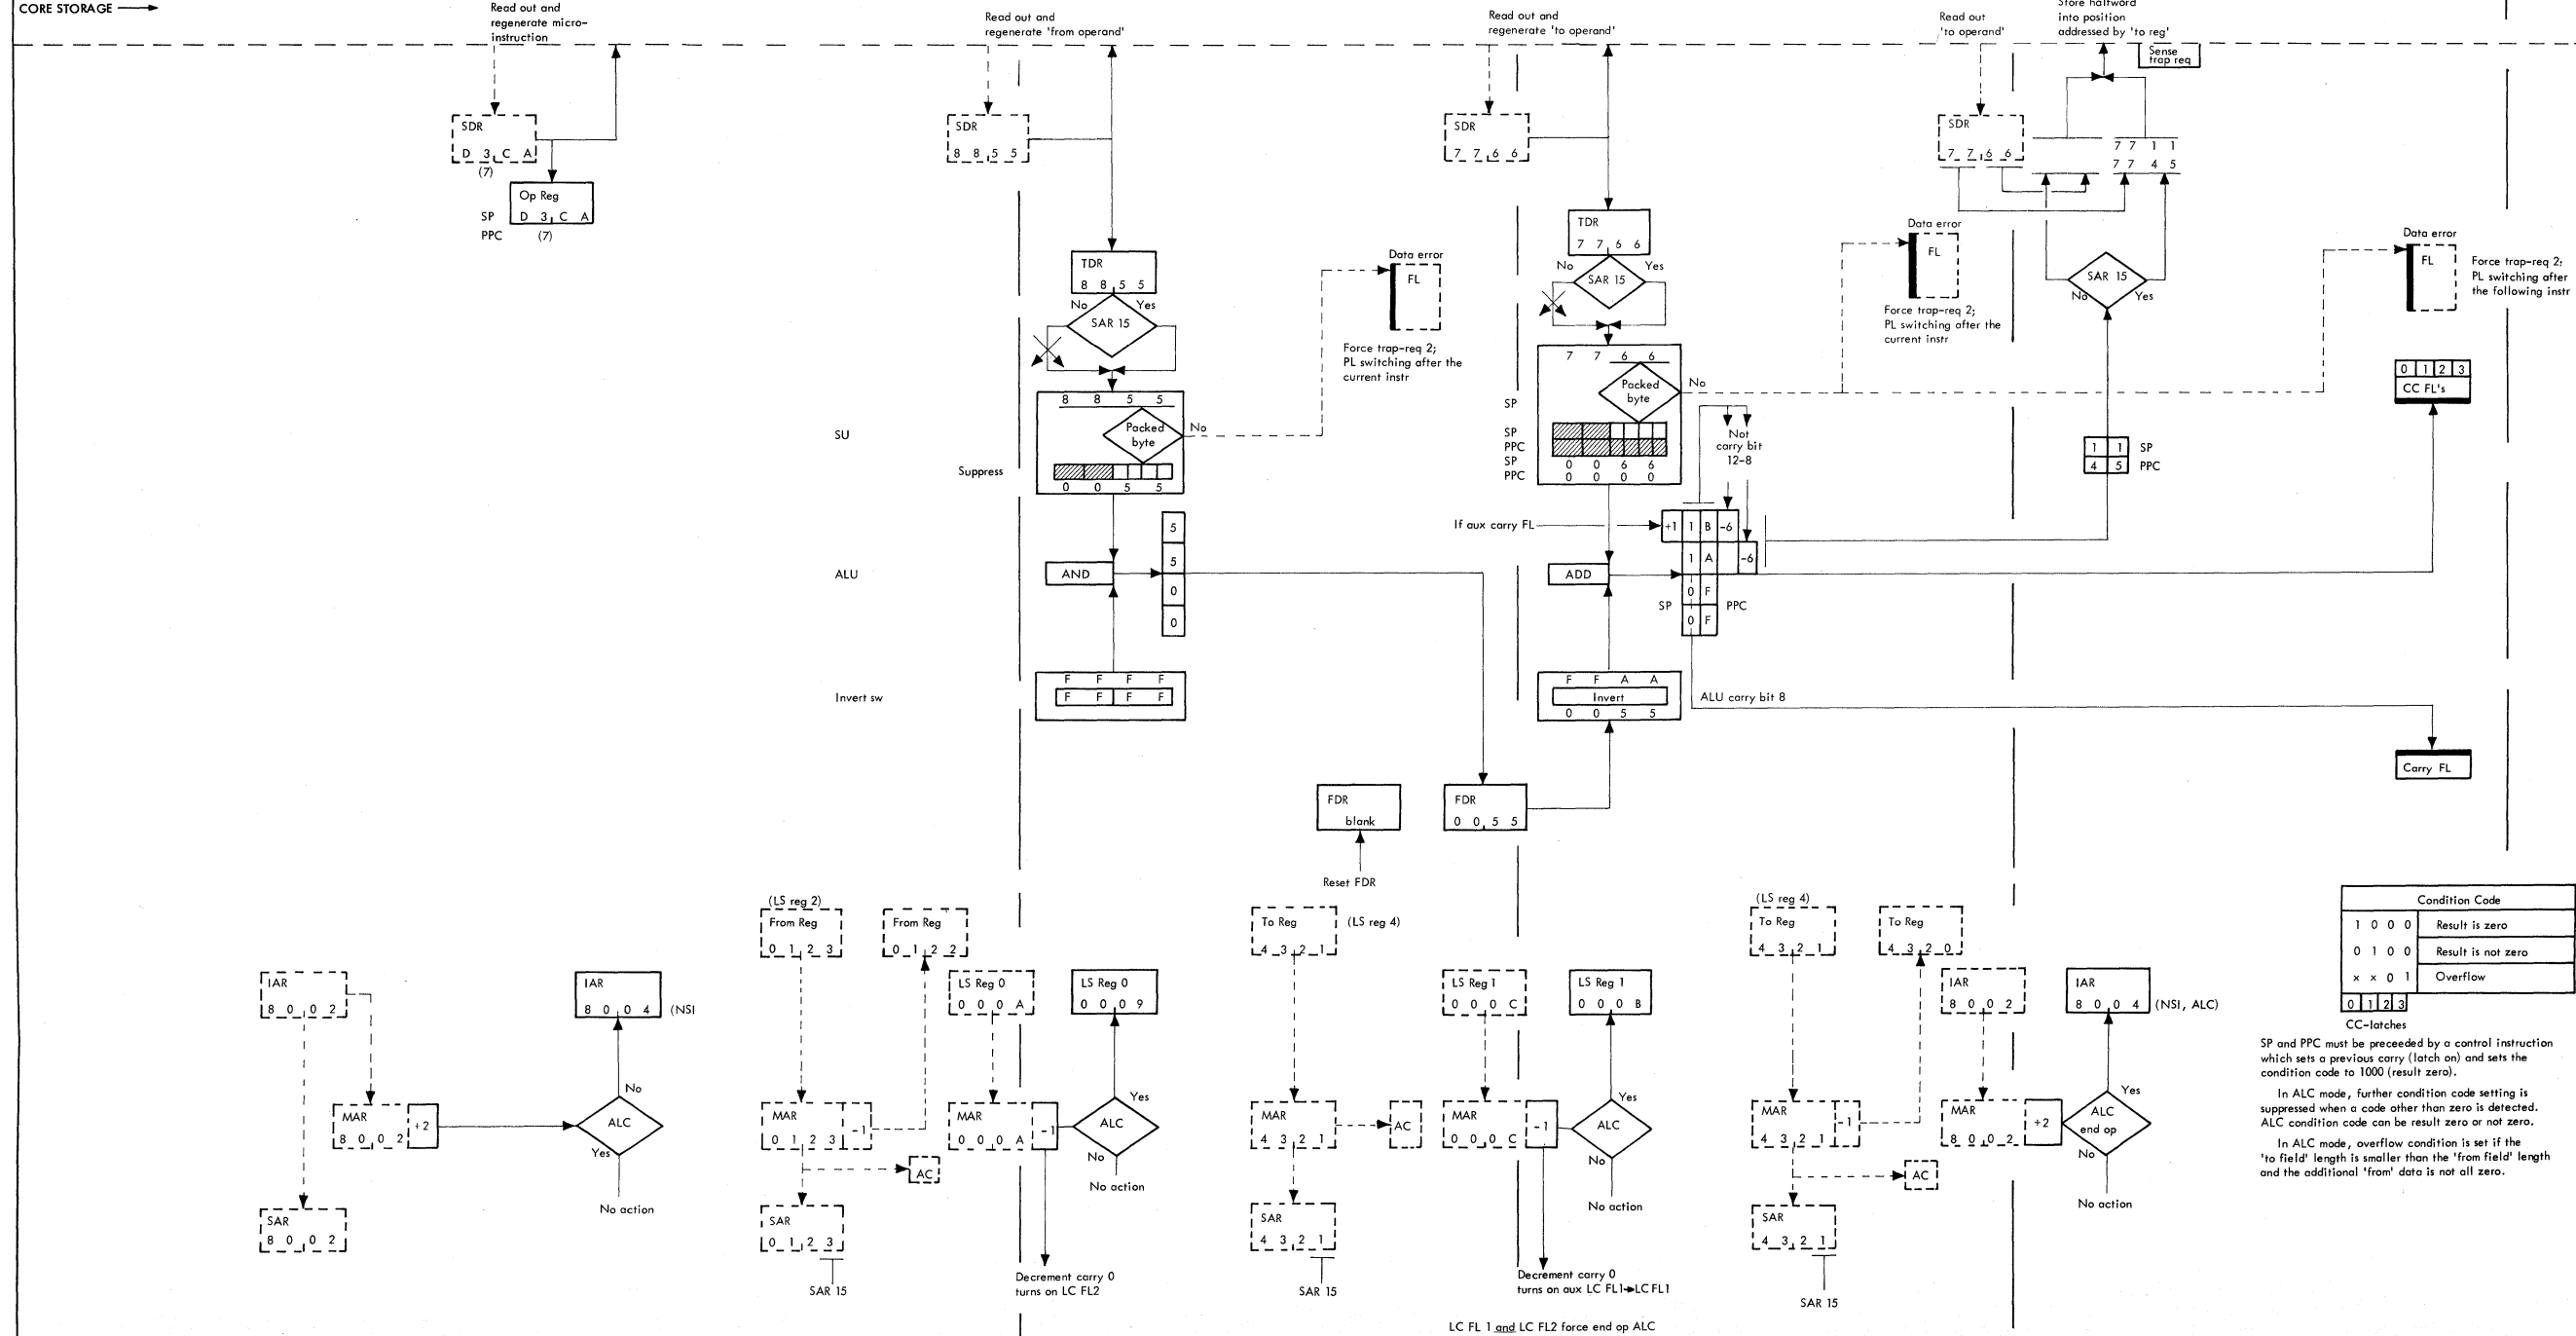 CORE STORAGE
Read out and
regenerate micro-
instruction
Read out and
regenerate 'from operand'
Read out and
regenerate 'to operand'
Read out
'to operand'
Store halfword
into position
addressed by 'to reg'
Sense
trap req
SDR
D 3 C A
(7)
Op Reg
SP D 3 C A
PPC (7)
SDR
8 8 5 5
TDR
8 8 5 5
No Yes
SAR 15
8 8 5 5
Packed
byte
No
SU
Suppress
0 0 5 5
Data error
FL
Force trap-req 2;
PL switching after the
current instr
5
5
0
0
ALU
AND
Invert sw
F F F F
F F F F
SDR
7 7 6 6
TDR
7 7 6 6
No Yes
SAR 15
7 7 6 6
Packed
byte
No
SP
SP
PPC
SP 0 0 6 6
PPC 0 0 0 0
Not
carry bit
12-8
If aux carry FL
+1 1 B -6
1 A -6
0 F
0 F
SP PPC
ADD
F F A A
Invert
0 0 5 5
ALU carry bit 8
Data error
FL
Force trap-req 2;
PL switching after the
current instr
SDR
7 7 6 6
7 7 1 1
7 7 4 5
SAR 15
No Yes
1 1 SP
4 5 PPC
Data error
FL
Force trap-req 2;
PL switching after
the following instr
0 1 2 3
CC FL's
Carry FL
FDR
blank
Reset FDR
FDR
0 0 5 5
IAR
8 0 0 2
MAR
8 0 0 2
+2
SAR
8 0 0 2
IAR
8 0 0 4
(NSI
No
ALC
Yes
No action
(LS reg 2)
From Reg
0 1 2 3
From Reg
0 1 2 2
MAR
0 1 2 3
-1
AC
SAR
0 1 2 3
SAR 15
LS Reg 0
0 0 0 A
MAR
0 0 0 A
-1
LS Reg 0
0 0 0 9
Yes
ALC
No
No action
Decrement carry 0
turns on LC FL2
To Reg
4 3 2 1
(LS reg 4)
MAR
4 3 2 1
AC
SAR
4 3 2 1
SAR 15
LS Reg 1
0 0 0 C
MAR
0 0 0 C
-1
LS Reg 1
0 0 0 B
Yes
ALC
No
No action
Decrement carry 0
turns on aux LC FL1→LC FL1
LC FL 1 and LC FL2 force end op ALC
(LS reg 4)
To Reg
4 3 2 1
To Reg
4 3 2 0
MAR
4 3 2 1
-1
AC
SAR
4 3 2 1
SAR 15
IAR
8 0 0 2
MAR
8 0 0 2
+2
IAR
8 0 0 4
(NSI, ALC)
Yes
ALC
end op
No
No action
Condition Code
1 0 0 0 Result is zero
0 1 0 0 Result is not zero
x x 0 1 Overflow
0 1 2 3
CC-latches
SP and PPC must be preceeded by a control instruction
which sets a previous carry (latch on) and sets the
condition code to 1000 (result zero).
In ALC mode, further condition code setting is
suppressed when a code other than zero is detected.
ALC condition code can be result zero or not zero.
In ALC mode, overflow condition is set if the
'to field' length is smaller than the 'from field' length
and the additional 'from' data is not all zero.